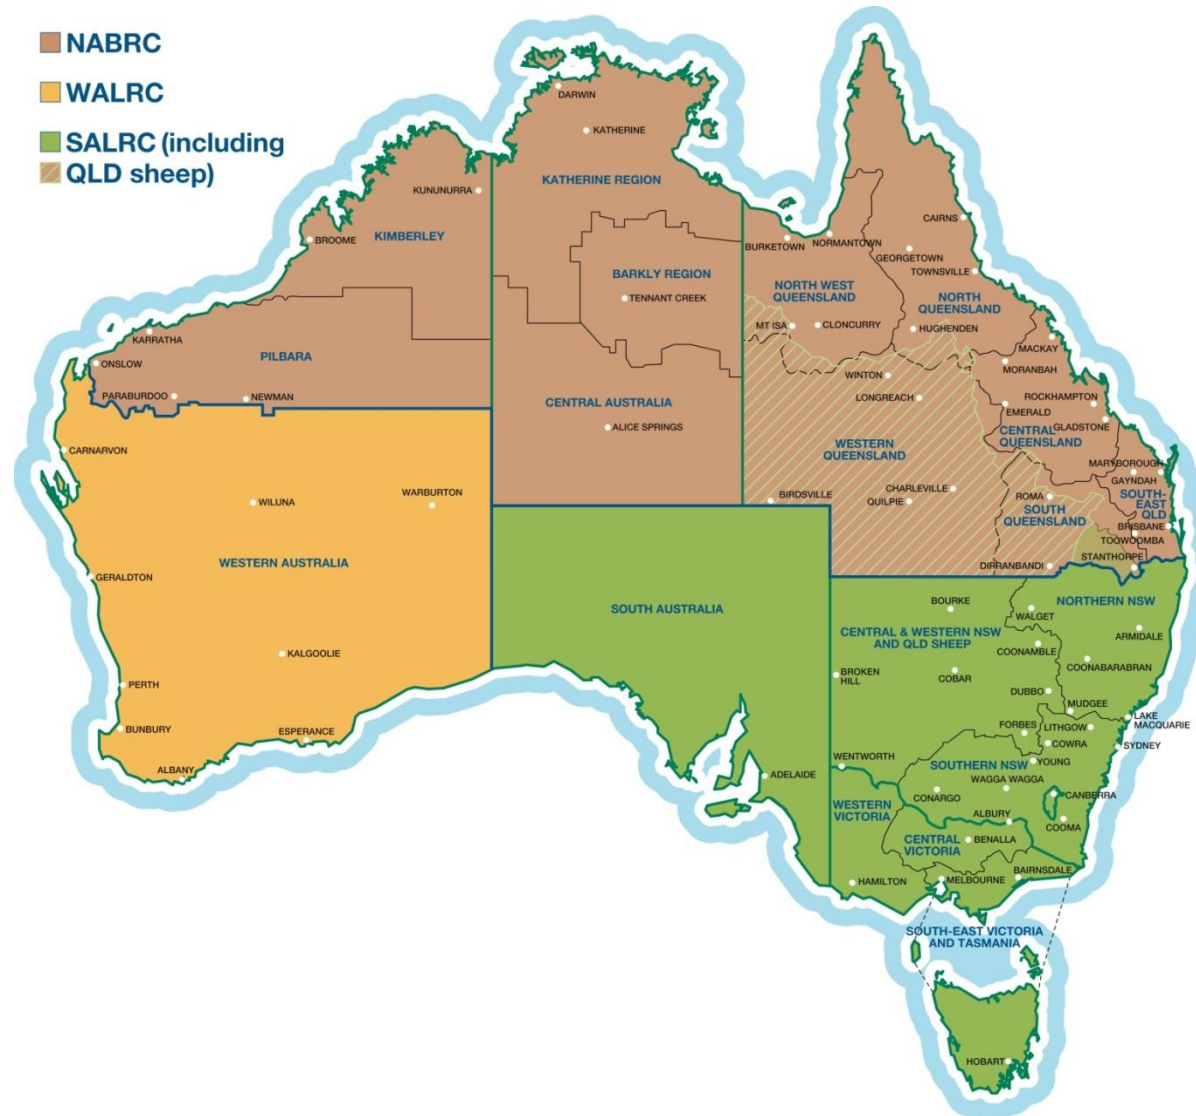 NABRC
WALRC
SALRC (including
QLD sheep)
DARWIN
KATHERINE
KATHERINE REGION
KUNUNURRA
KIMBERLEY
BROOME
BARKLY REGION
TENNANT CREEK
KARRATHA
ONSLOW
PILBARA
PARABURDOO
NEWMAN
CENTRAL AUSTRALIA
ALICE SPRINGS
CAIRNS
BURKETOWN
NORMANTOWN
GEORGETOWN
TOWNSVILLE
NORTH WEST
QUEENSLAND
NORTH
QUEENSLAND
MT ISA
CLONCURRY
HUGHENDEN
MACKAY
MORANBAH
WINTON
LONGREACH
ROCKHAMPTON
EMERALD
GLADSTONE
CENTRAL
QUEENSLAND
WESTERN
QUEENSLAND
MARYBOROUGH
GAYNDAH
BIRDSVILLE
CHARLEVILLE
QUILPIE
ROMA
SOUTH
QUEENSLAND
SOUTH-
EAST
QLD
BRISBANE
TOOWOOMBA
STANTHORPE
DIRRANBANDI
CARNARVON
WILUNA
WARBURTON
WESTERN AUSTRALIA
GERALDTON
KALGOOLIE
PERTH
BUNBURY
ESPERANCE
ALBANY
SOUTH AUSTRALIA
ADELAIDE
BOURKE
WALGET
NORTHERN NSW
CENTRAL & WESTERN NSW
AND QLD SHEEP
ARMIDALE
COONAMBLE
COONABARABRAN
BROKEN
HILL
COBAR
DUBBO
MUDGEE
LAKE
MACQUARIE
FORBES
LITHGOW
COWRA
SYDNEY
WENTWORTH
SOUTHERN NSW
YOUNG
WAGGA WAGGA
CONARGO
CANBERRA
WESTERN
VICTORIA
ALBURY
COOMA
CENTRAL
VICTORIA
BENALLA
HAMILTON
MELBOURNE
BAIRNSDALE
SOUTH-EAST VICTORIA
AND TASMANIA
HOBART